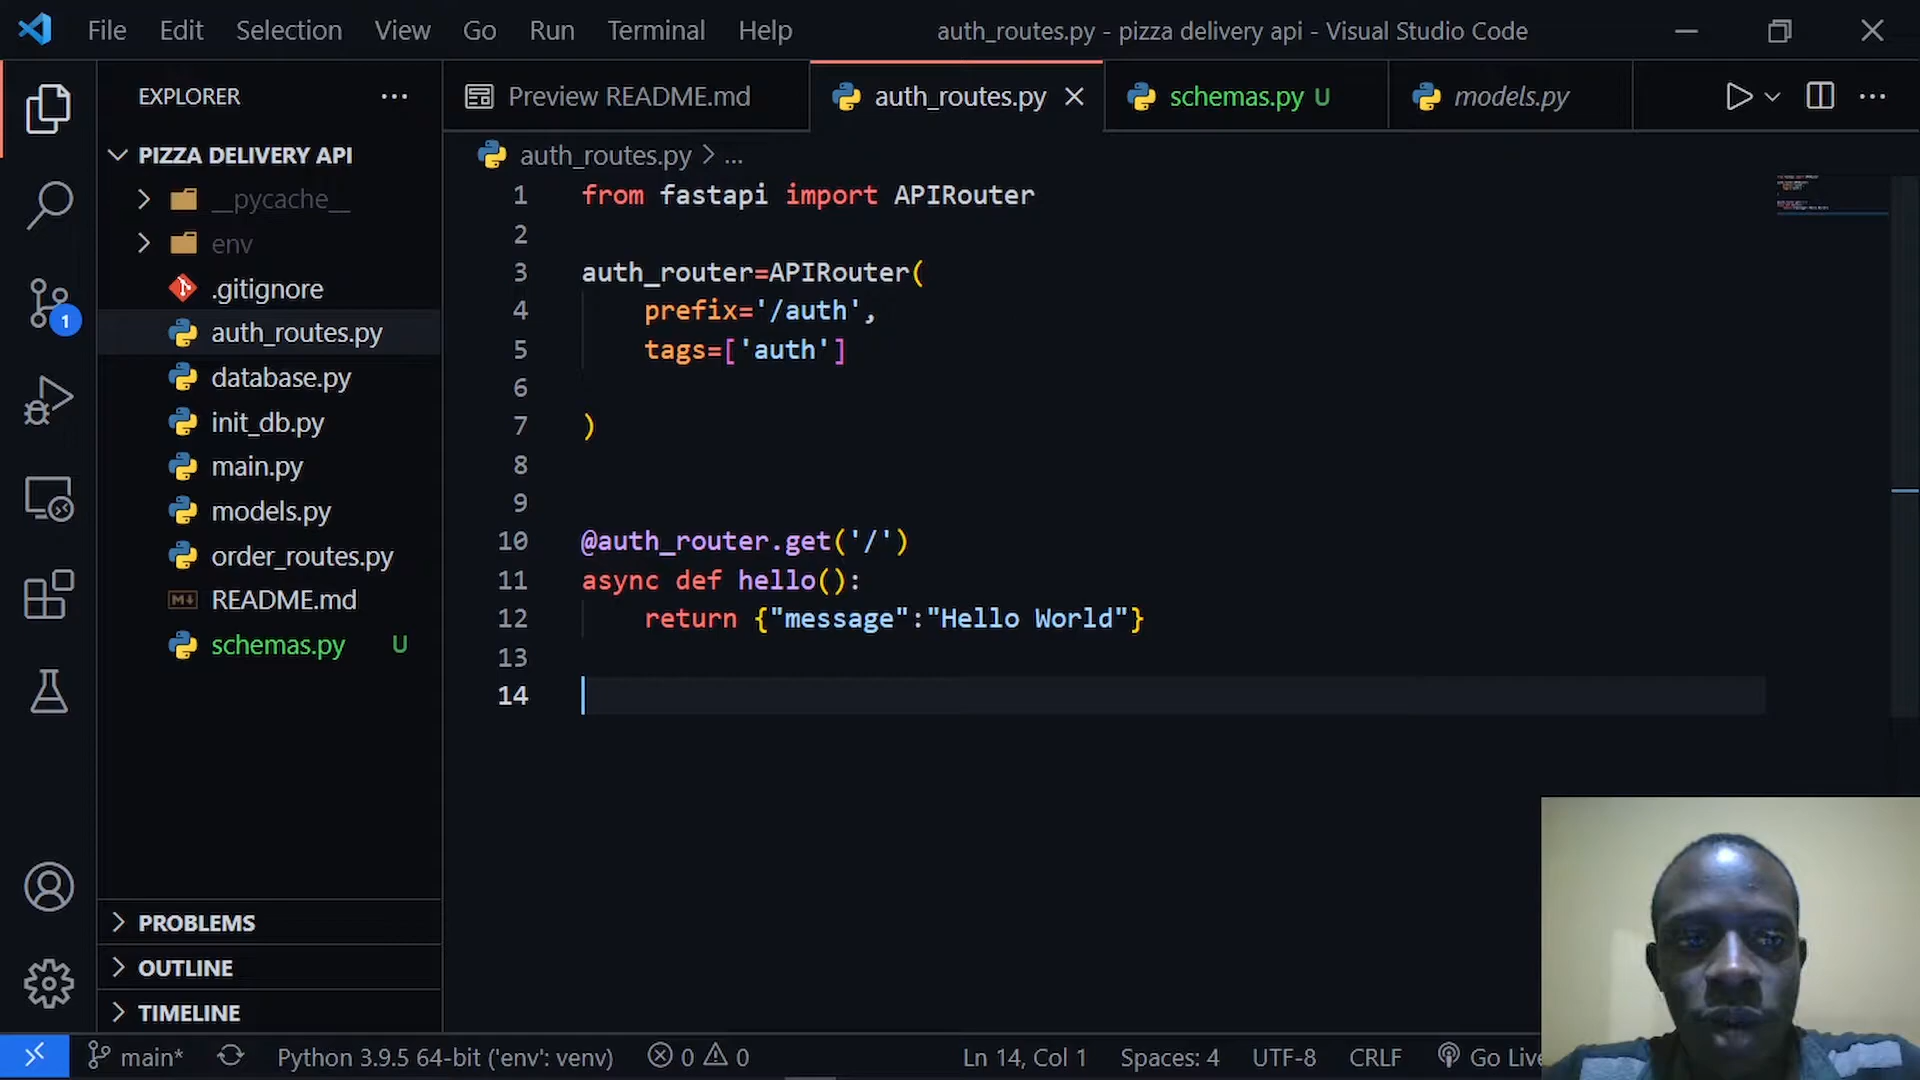 File Edit Selection View Go Run Terminal Help auth_routes.py - pizza delivery api - Visual Studio Code
EXPLORER
Preview README.md
auth_routes.py
schemas.py U
models.py
PIZZA DELIVERY API
__pycache__
env
.gitignore
auth_routes.py
database.py
init_db.py
main.py
models.py
order_routes.py
README.md
schemas.py U
1
PROBLEMS
OUTLINE
TIMELINE
auth_routes.py > ...
1 from fastapi import APIRouter
2
3 auth_router=APIRouter(
4 prefix='/auth',
5 tags=['auth']
6
7 )
8
9
10 @auth_router.get('/')
11 async def hello():
12 return {"message":"Hello World"}
13
14
main* Python 3.9.5 64-bit ('env': venv) 0 0 Ln 14, Col 1 Spaces: 4 UTF-8 CRLF Go Live